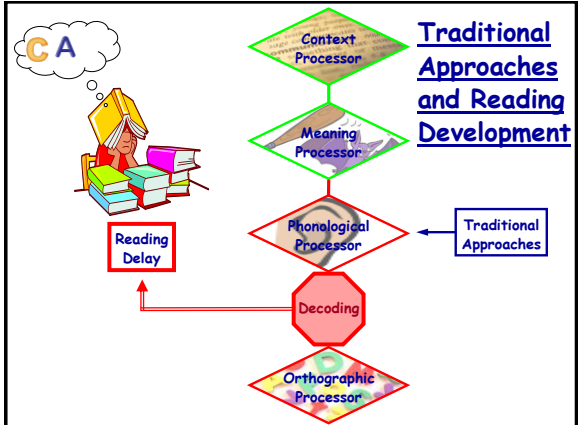 C A
Context
Processor
Traditional
Approaches
and Reading
Development
Meaning
Processor
Phonological
Processor
Traditional
Approaches
Reading
Delay
Decoding
Orthographic
Processor